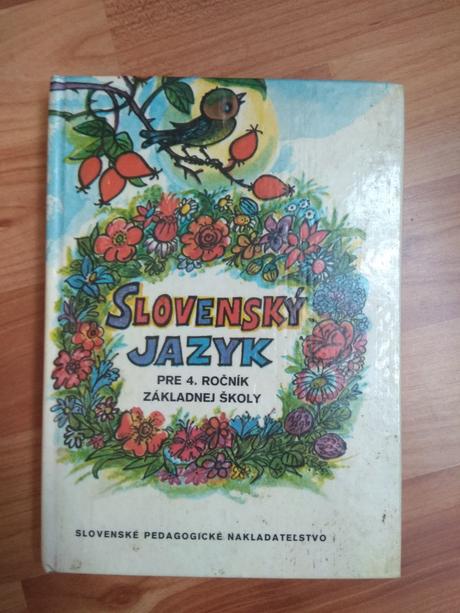 SLOVENSKÝ
JAZYK
PRE 4. ROČNÍK
ZÁKLADNEJ ŠKOLY
SLOVENSKÉ PEDAGOGICKÉ NAKLADATEĽSTVO